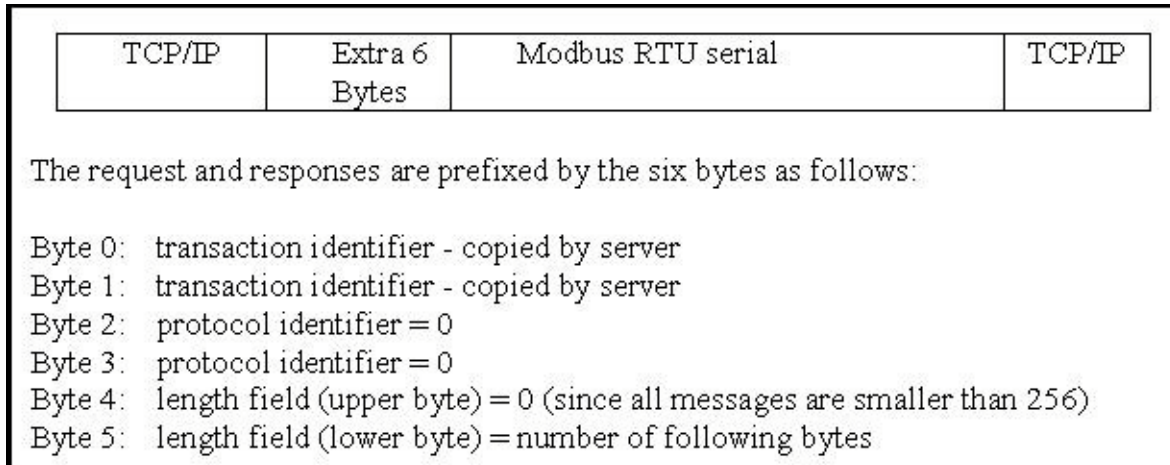 TCP/IP Extra 6 Modbus RTU serial TCP/IP
Bytes
The request and responses are prefixed by the six bytes as follows:
Byte 0: transaction identifier - copied by server
Byte 1: transaction identifier - copied by server
Byte 2: protocol identifier = 0
Byte 3: protocol identifier = 0
Byte 4: length field (upper byte) = 0 (since all messages are smaller than 256)
Byte 5: length field (lower byte) = number of following bytes